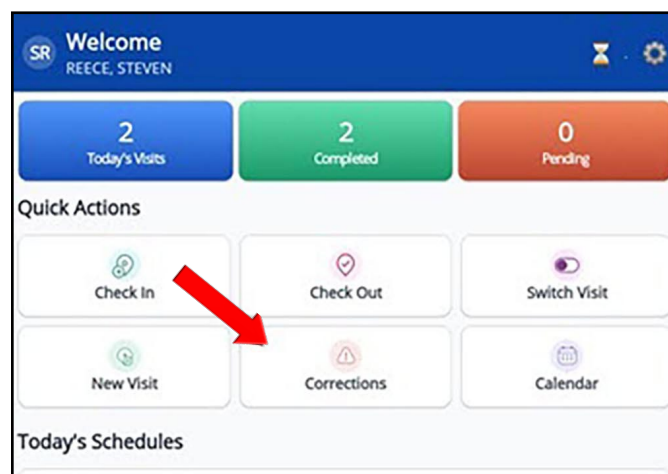 SR
Welcome
REECE, STEVEN
2
Today's Visits
2
Completed
0
Pending
Quick Actions
Check In
Check Out
Switch Visit
New Visit
Corrections
Calendar
Today's Schedules